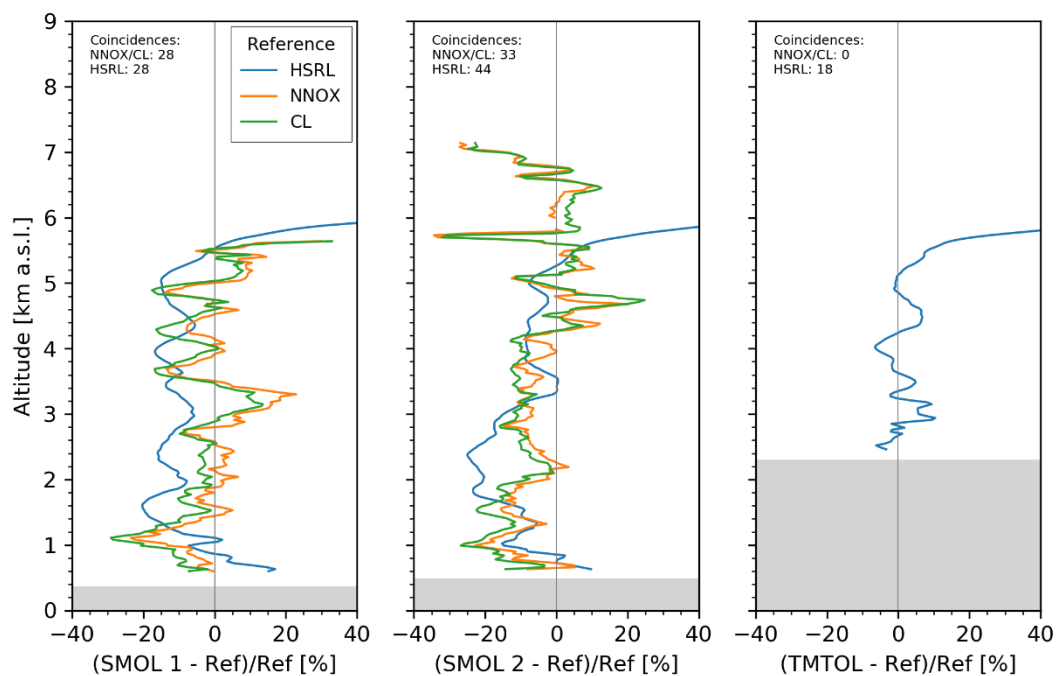 9
8
7
6
5
4
3
2
1
0
Altitude [km a.s.l.]
Coincidences:
NNOX/CL: 28
HSRL: 28
Reference
HSRL
NNOX
CL
−40 −20 0 20 40
(SMOL 1 - Ref)/Ref [%]
Coincidences:
NNOX/CL: 33
HSRL: 44
−40 −20 0 20 40
(SMOL 2 - Ref)/Ref [%]
Coincidences:
NNOX/CL: 0
HSRL: 18
−40 −20 0 20 40
(TMTOL - Ref)/Ref [%]